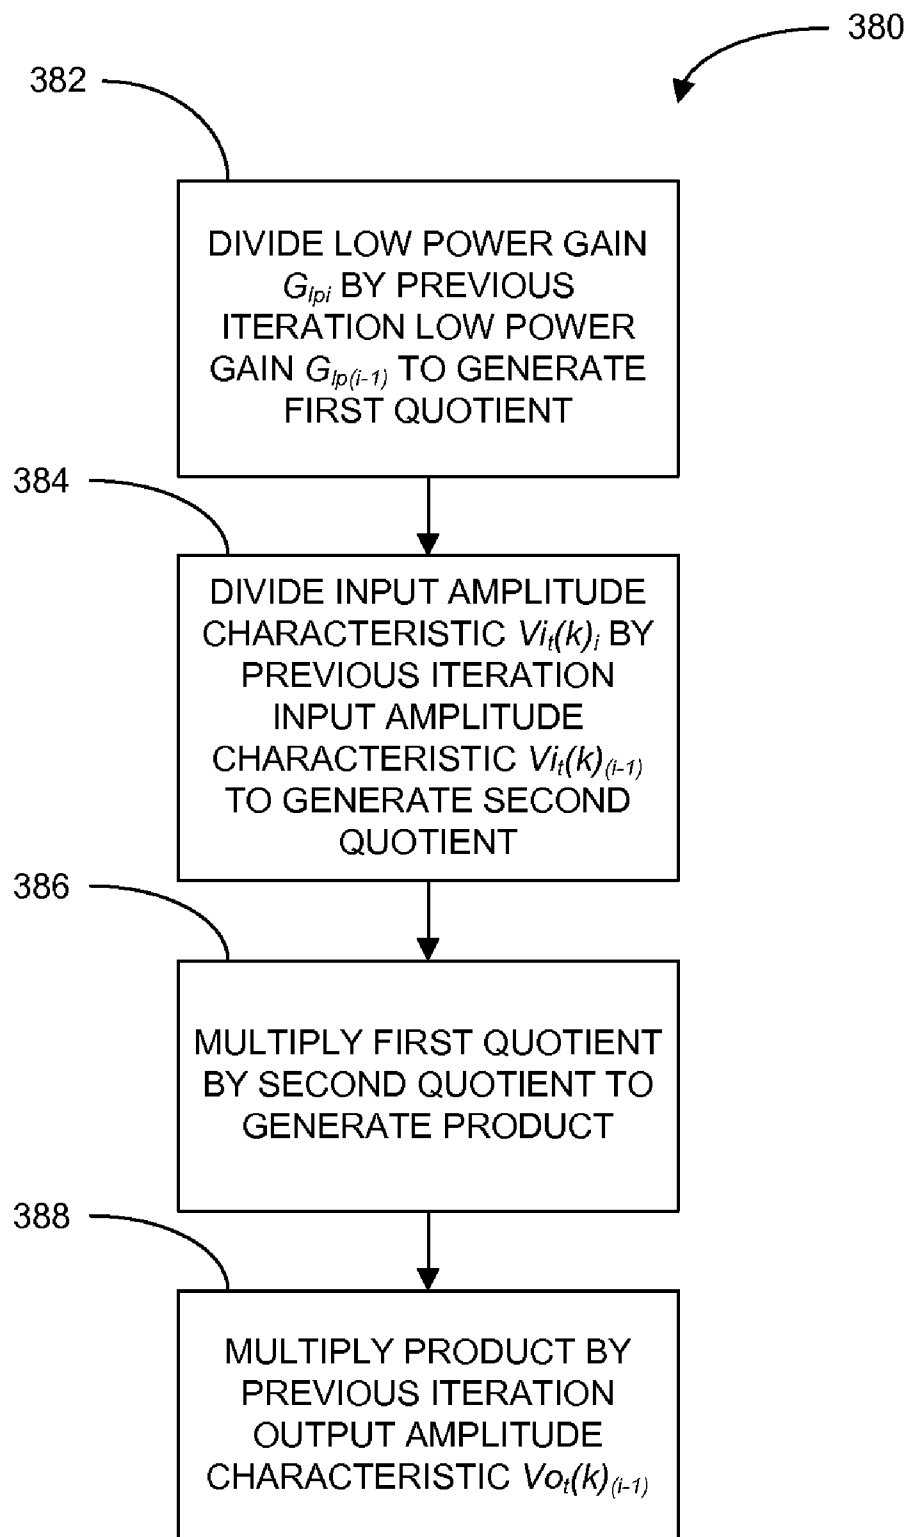 380
382
DIVIDE LOW POWER GAIN
Glpi BY PREVIOUS
ITERATION LOW POWER
GAIN Glp(i-1) TO GENERATE
FIRST QUOTIENT
384
DIVIDE INPUT AMPLITUDE
CHARACTERISTIC Vit(k)i BY
PREVIOUS ITERATION
INPUT AMPLITUDE
CHARACTERISTIC Vit(k)(i-1)
TO GENERATE SECOND
QUOTIENT
386
MULTIPLY FIRST QUOTIENT
BY SECOND QUOTIENT TO
GENERATE PRODUCT
388
MULTIPLY PRODUCT BY
PREVIOUS ITERATION
OUTPUT AMPLITUDE
CHARACTERISTIC Vot(k)(i-1)